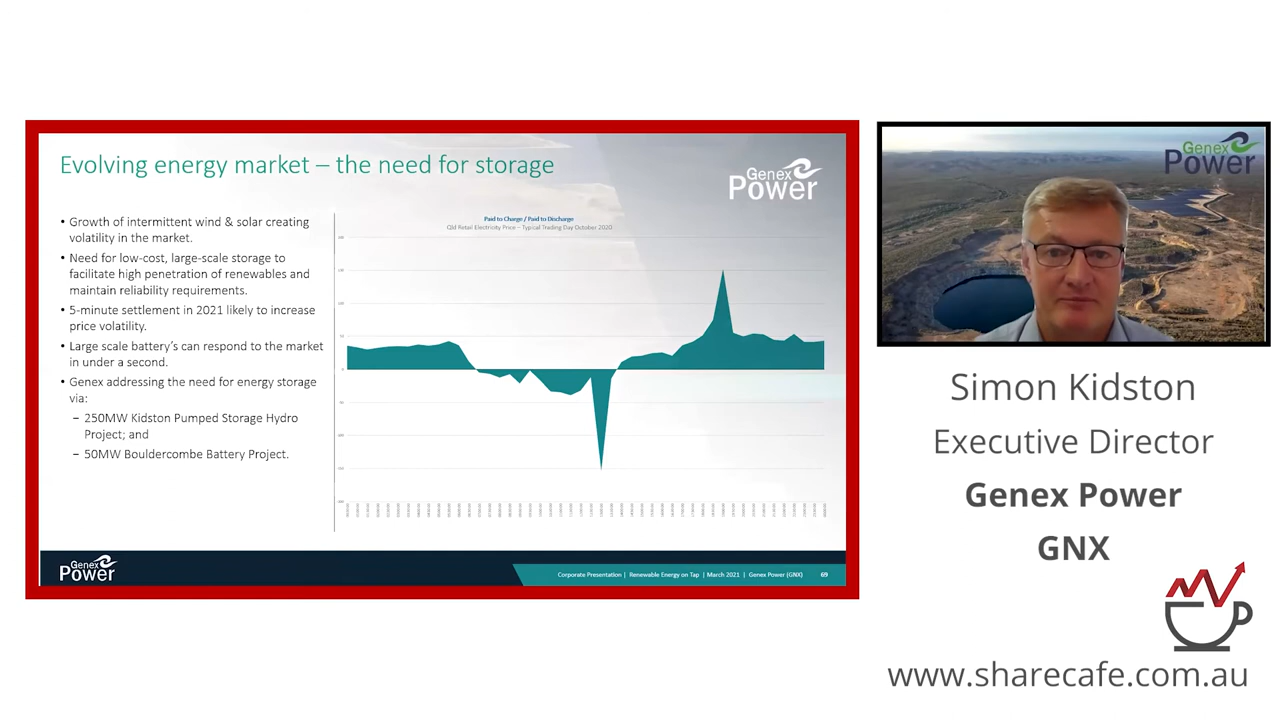 Evolving energy market – the need for storage
Genex
Power
• Growth of intermittent wind & solar creating
volatility in the market.
• Need for low-cost, large-scale storage to
facilitate high penetration of renewables and
maintain reliability requirements.
• 5-minute settlement in 2021 likely to increase
price volatility.
• Large scale battery's can respond to the market
in under a second.
• Genex addressing the need for energy storage
via:
− 250MW Kidston Pumped Storage Hydro
Project; and
− 50MW Bouldercombe Battery Project.
Paid to Charge / Paid to Discharge
Qld Retail Electricity Price – Typical Trading Day October 2020
Genex
Power
Corporate Presentation | Renewable Energy on Tap | March 2021 | Genex Power (GNX) 69
Genex
Power
Simon Kidston
Executive Director
Genex Power
GNX
www.sharecafe.com.au